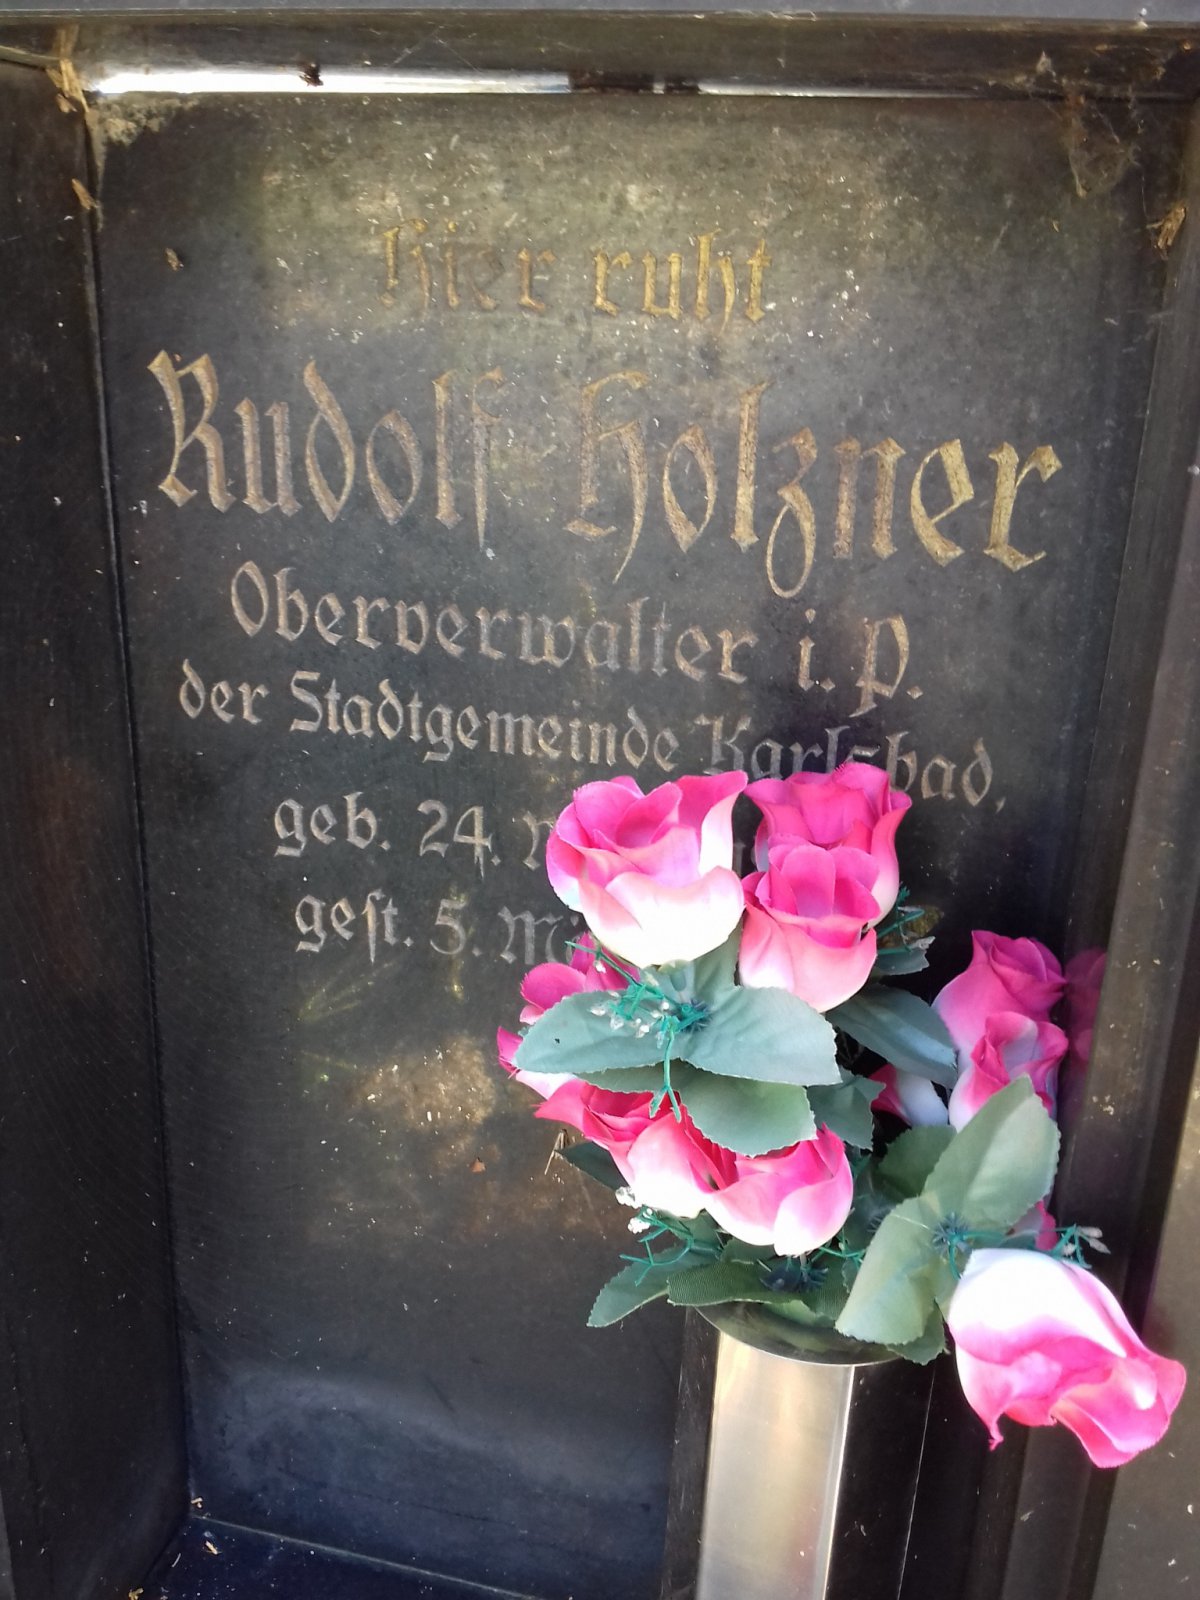 Hier ruht
Rudolf Holzner
Oberverwalter i. P.
der Stadtgemeinde Karlsbad,
geb. 24.
gest. 5.